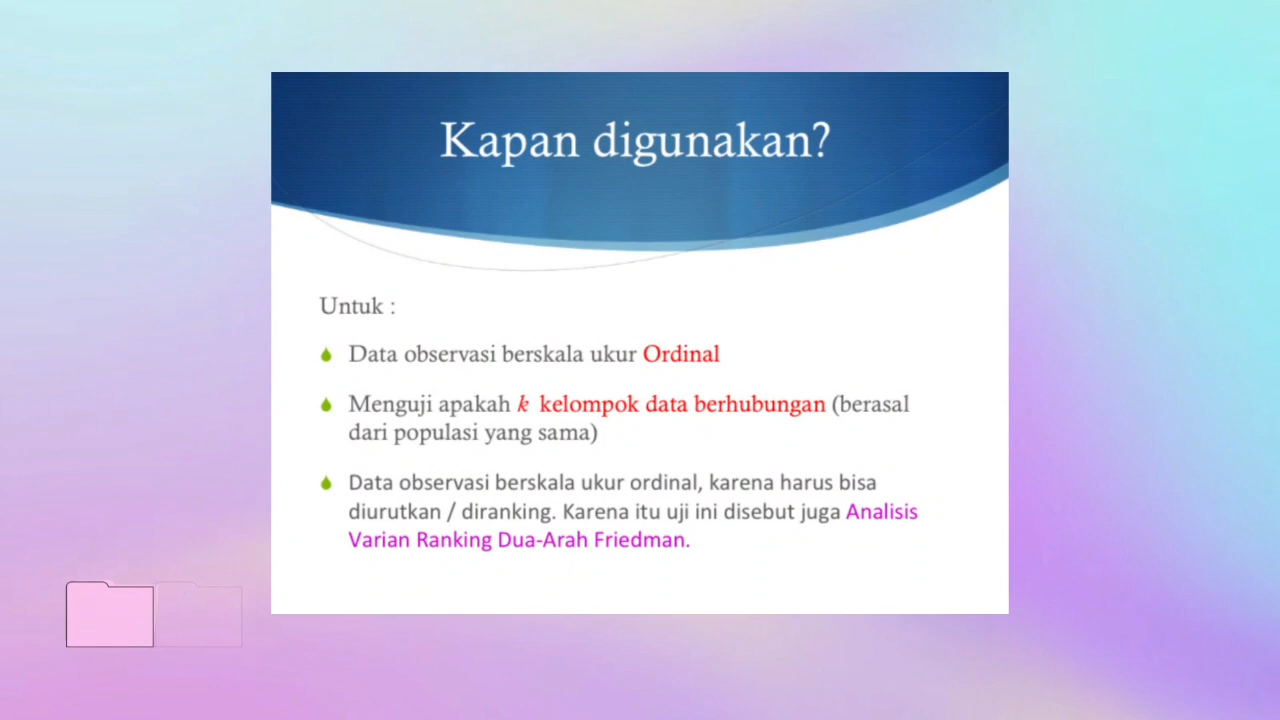 Kapan digunakan?
Untuk :
Data observasi berskala ukur Ordinal
Menguji apakah k kelompok data berhubungan (berasal
dari populasi yang sama)
Data observasi berskala ukur ordinal, karena harus bisa
diurutkan / diranking. Karena itu uji ini disebut juga Analisis
Varian Ranking Dua-Arah Friedman.